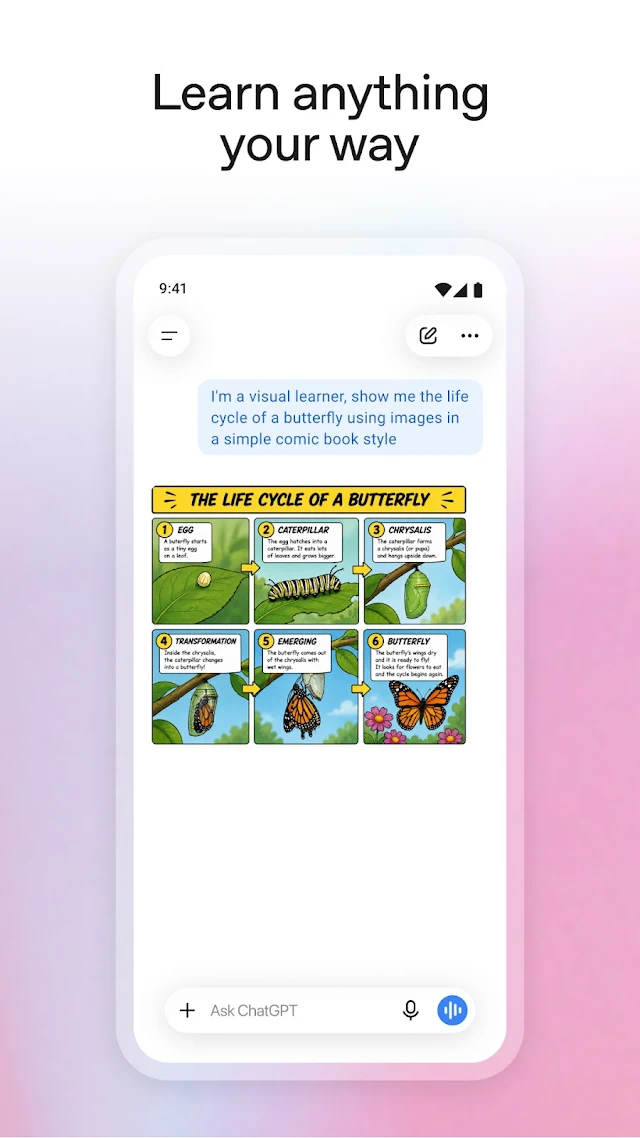 Learn anything
your way
9:41
I'm a visual learner, show me the life
cycle of a butterfly using images in
a simple comic book style
THE LIFE CYCLE OF A BUTTERFLY
1 EGG
A buterfly starts
as a tiny egg
on a leaf.
2 CATERPILLAR
The egg hatches into a
caterpillar. It eats lots
of leaves and grows bigger.
3 CHRYSALIS
The caterpillar forms
a chrysalis (or pupa)
and hangs upside down.
4 TRANSFORMATION
Inside the chrysalis,
the caterpillar changes
into a butterfly!
5 EMERGING
The buterfly comes out
of the chrysalis with
wet wings.
6 BUTTERFLY
The buterfly's wings dry
and it is ready to fly!
It looks for flowers to eat
and the cycle begins again.
Ask ChatGPT